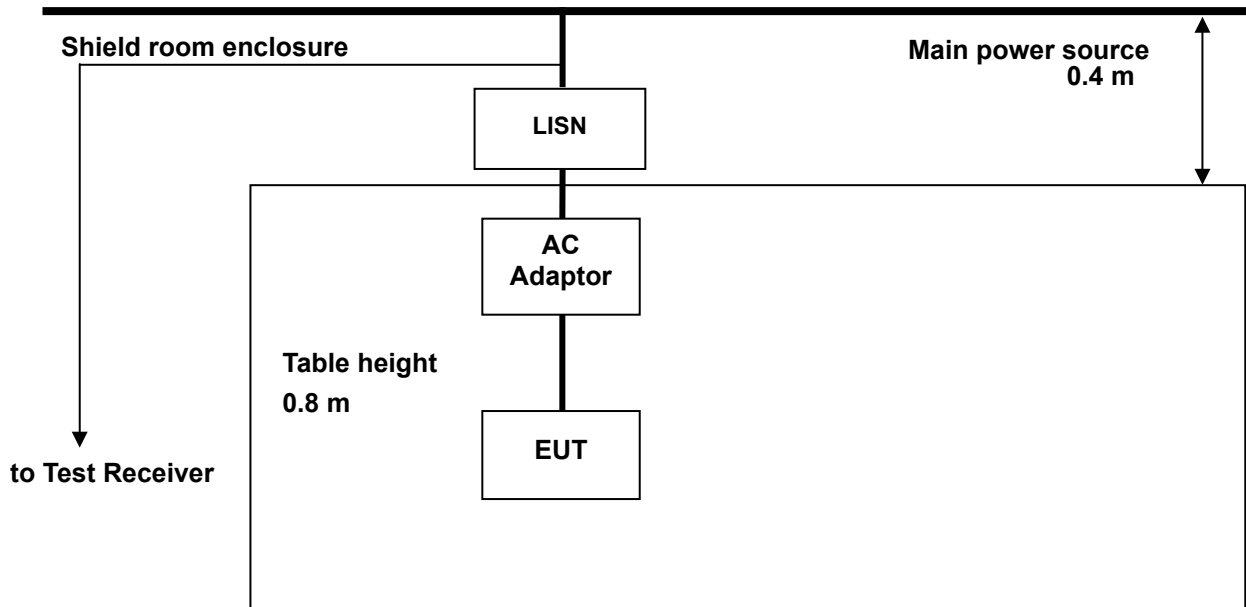 Shield room enclosure
Main power source
0.4 m
LISN
AC
Adaptor
Table height
0.8 m
EUT
to Test Receiver